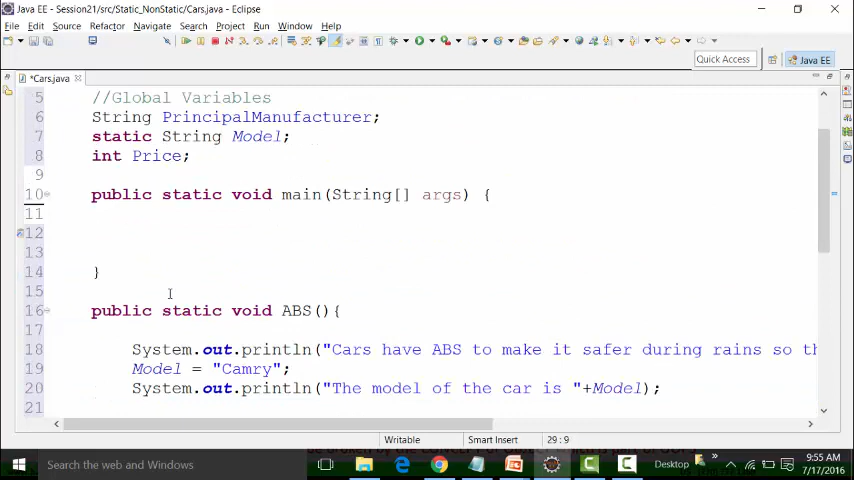 Java EE - Session21/src/Static_NonStatic/Cars.java - Eclipse
File Edit Source Refactor Navigate Search Project Run Window Help
Quick Access
Java EE
*Cars.java
5 //Global Variables
6 String PrincipalManufacturer;
7 static String Model;
8 int Price;
9
10 public static void main(String[] args) {
11
12
13
14 }
15
16 public static void ABS(){
17
18 System.out.println("Cars have ABS to make it safer during rains so th
19 Model = "Camry";
20 System.out.println("The model of the car is "+Model);
21
Writable Smart Insert 29 : 9
Search the web and Windows
Desktop
9:55 AM
7/17/2016